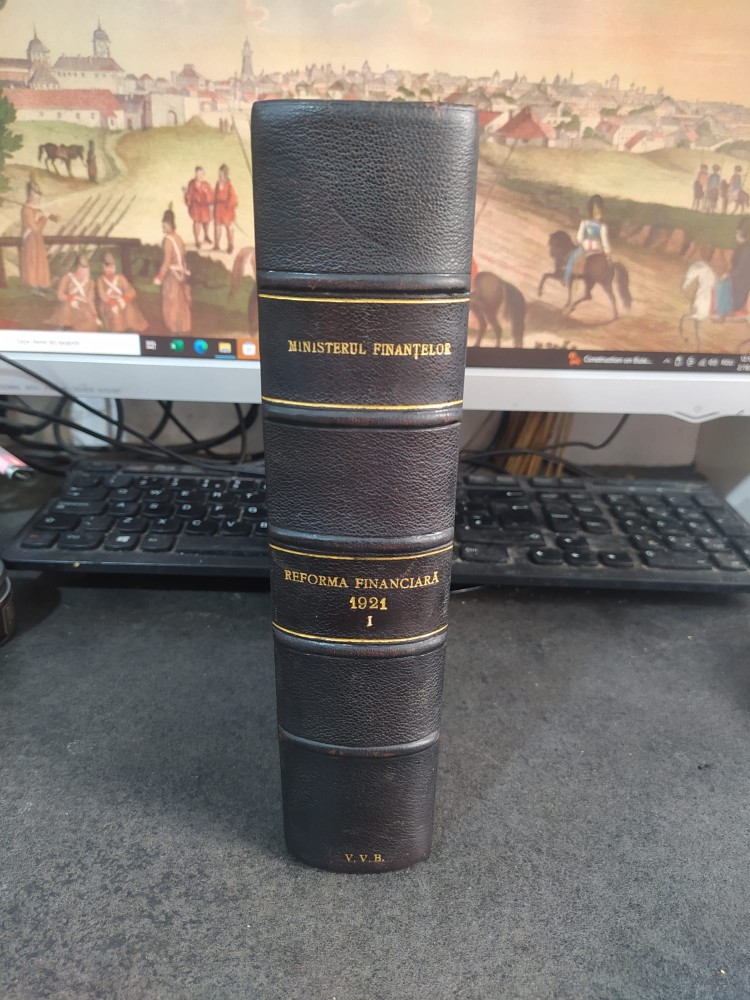 MINISTERUL FINANȚELOR
REFORMA FINANCIARĂ
1921
I
V. V. B.